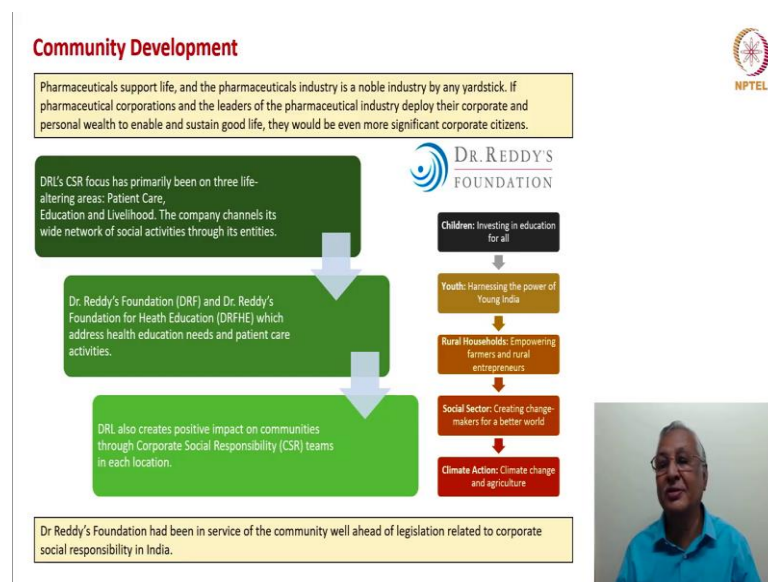 Community Development
NPTEL
Pharmaceuticals support life, and the pharmaceuticals industry is a noble industry by any yardstick. If
pharmaceutical corporations and the leaders of the pharmaceutical industry deploy their corporate and
personal wealth to enable and sustain good life, they would be even more significant corporate citizens.
DRL's CSR focus has primarily been on three life-
altering areas: Patient Care,
Education and Livelihood. The company channels its
wide network of social activities through its entities.
Dr. Reddy's Foundation (DRF) and Dr. Reddy's
Foundation for Heath Education (DRFHE) which
address health education needs and patient care
activities.
DRL also creates positive impact on communities
through Corporate Social Responsibility (CSR) teams
in each location.
DR. REDDY'S
FOUNDATION
Children: Investing in education
for all
Youth: Harnessing the power of
Young India
Rural Households: Empowering
farmers and rural
entrepreneurs
Social Sector: Creating change-
makers for a better world
Climate Action: Climate change
and agriculture
Dr Reddy's Foundation had been in service of the community well ahead of legislation related to corporate
social responsibility in India.